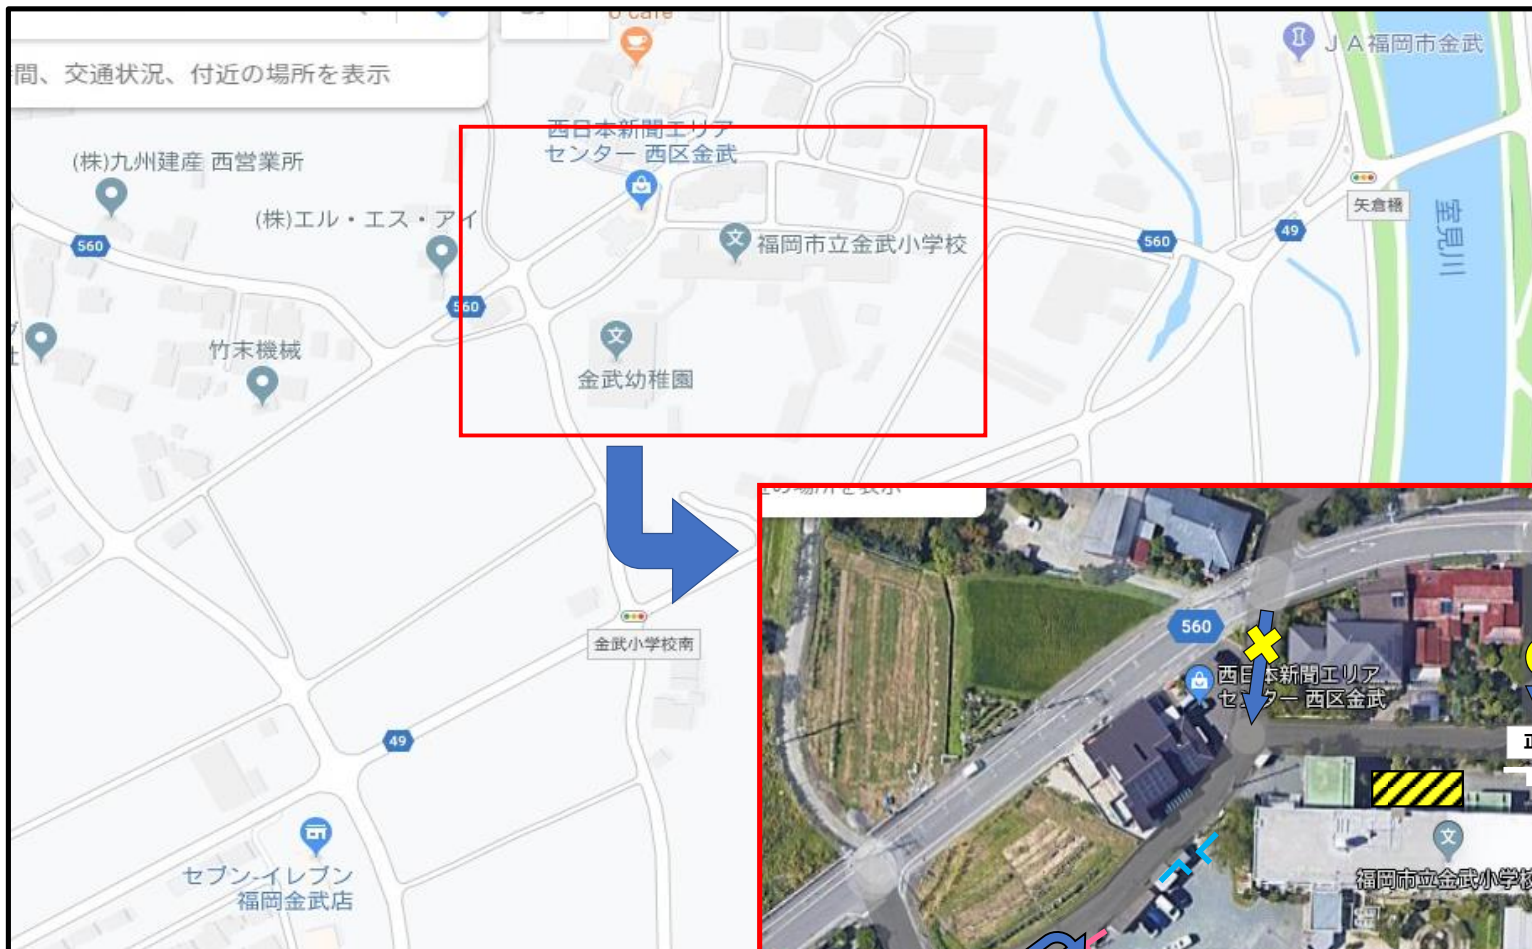 間、交通状況、付近の場所を表示
JA福岡市金武
西日本新聞エリア
センター 西区金武
(株)九州建産 西営業所
(株)エル・エス・アイ
矢倉橋
室見川
560
560
49
福岡市立金武小学校
560
竹末機械
金武幼稚園
金武小学校南
49
セブン-イレブン
福岡金武店
560
西日本新聞エリア
センター 西区金武
文
福岡市立金武小学校